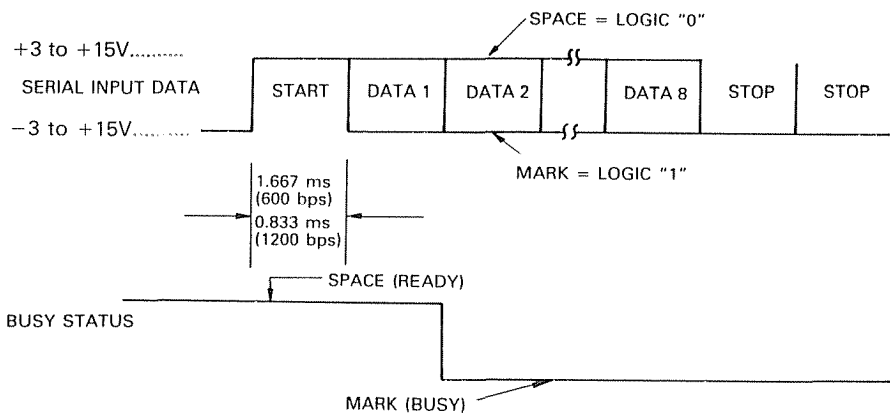 SPACE = LOGIC "0"
+3 to +15V..........
SERIAL INPUT DATA
START
DATA 1
DATA 2
DATA 8
STOP
STOP
−3 to +15V..........
MARK = LOGIC "1"
1.667 ms
(600 bps)
0.833 ms
(1200 bps)
SPACE (READY)
BUSY STATUS
MARK (BUSY)